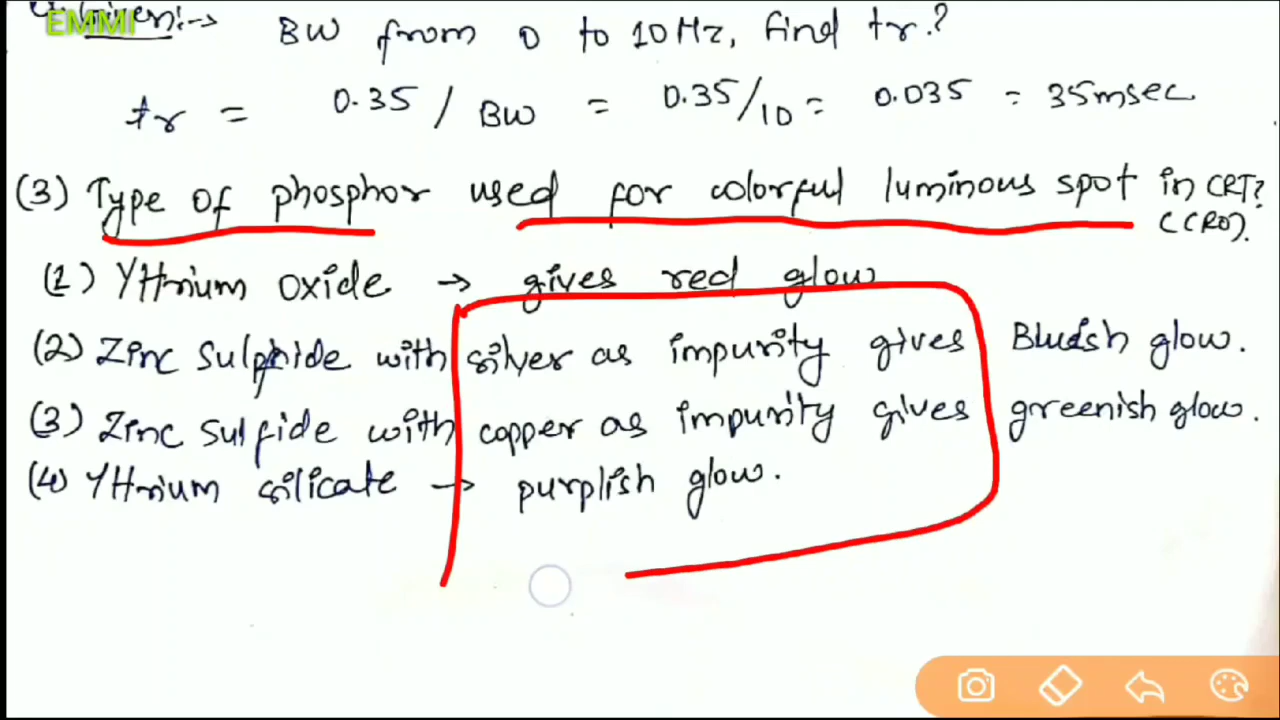 EMMI
BW from 0 to 10Hz, find tr?
tr = 0.35 / BW = 0.35/10 = 0.035 = 35msec
(3) Type of phosphor used for colorful luminous spot in CRT?
(CRO).
(1) Yttrium oxide → gives red glow
(2) Zinc sulphide with silver as impurity gives Bluish glow.
(3) Zinc sulfide with copper as impurity gives greenish glow.
(4) Yttrium silicate → purplish glow.